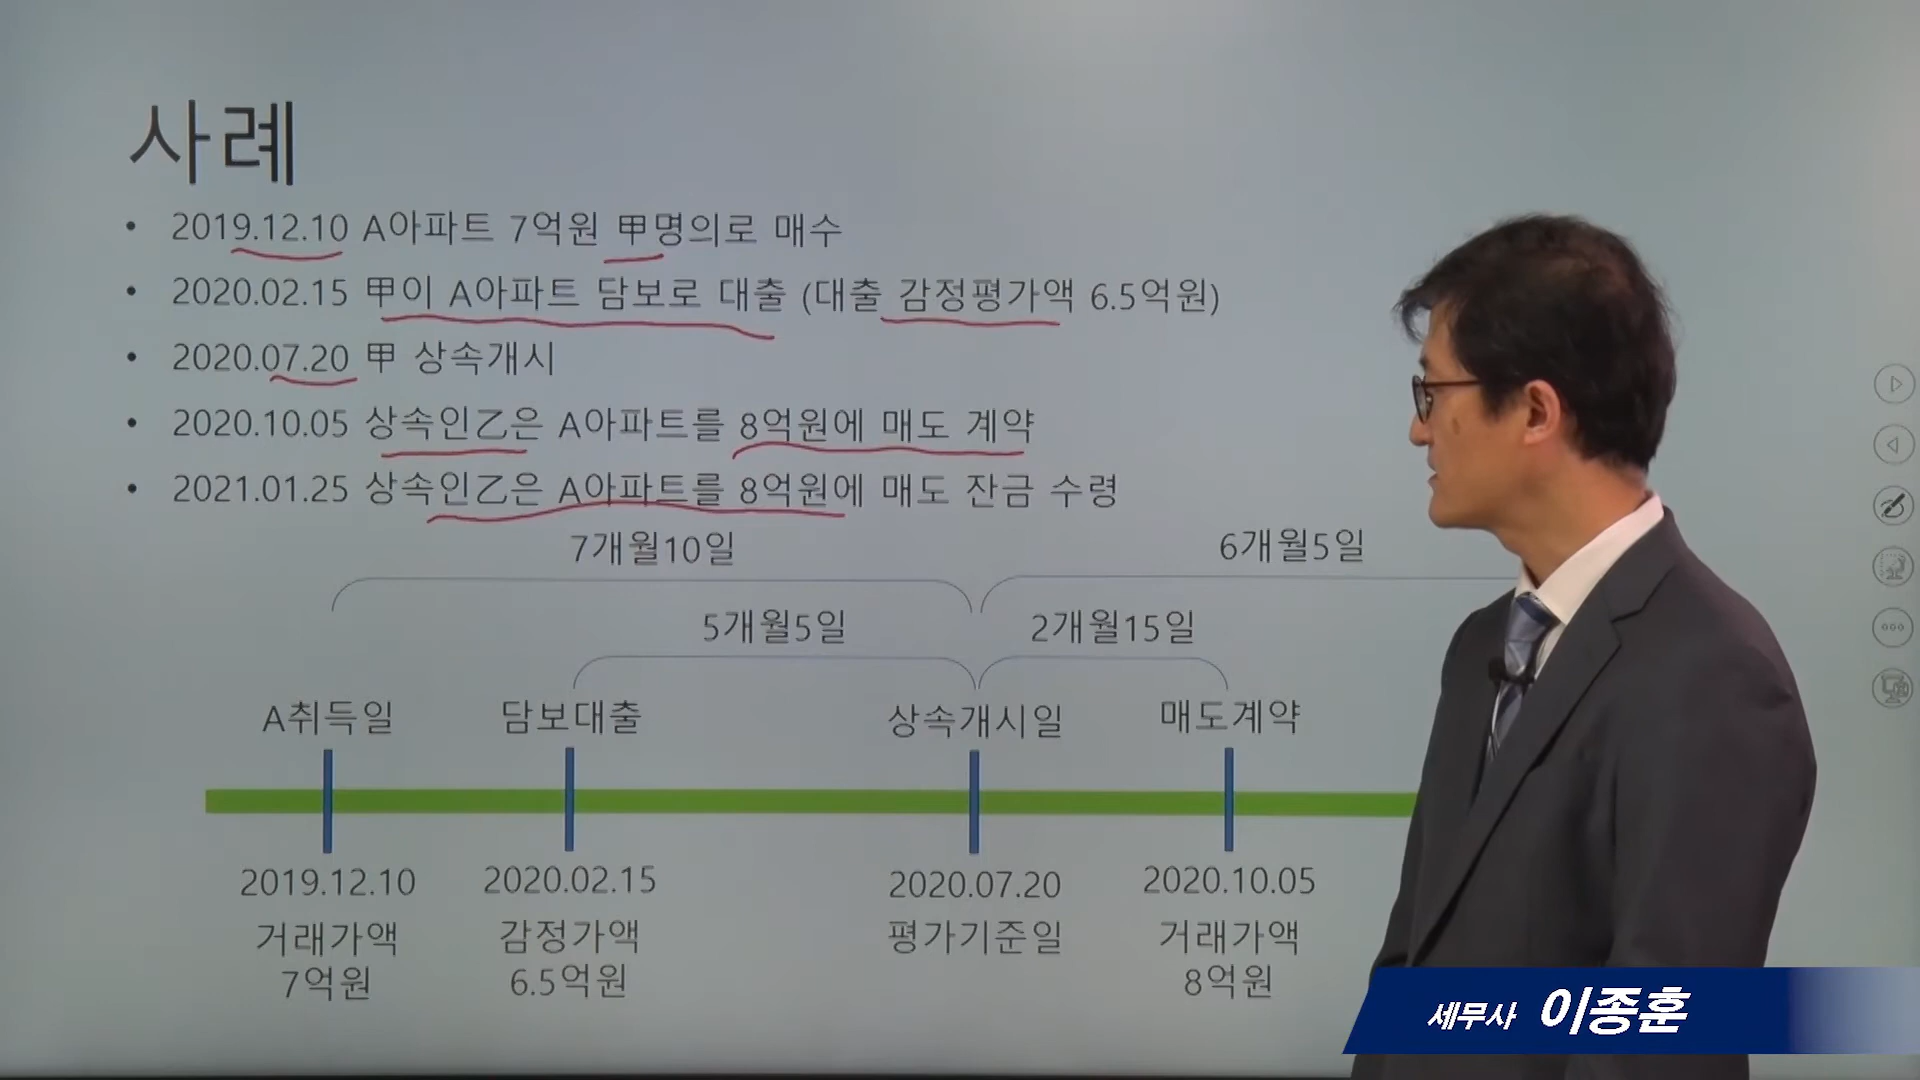 사례
• 2019.12.10 A아파트 7억원 甲명의로 매수
• 2020.02.15 甲이 A아파트 담보로 대출 (대출 감정평가액 6.5억원)
• 2020.07.20 甲 상속개시
• 2020.10.05 상속인乙은 A아파트를 8억원에 매도 계약
• 2021.01.25 상속인乙은 A아파트를 8억원에 매도 잔금 수령
7개월10일 6개월5일
5개월5일 2개월15일
A취득일 담보대출 상속개시일 매도계약
2019.12.10 2020.02.15 2020.07.20 2020.10.05
거래가액 감정가액 평가기준일 거래가액
7억원 6.5억원 8억원
세무사 이종훈